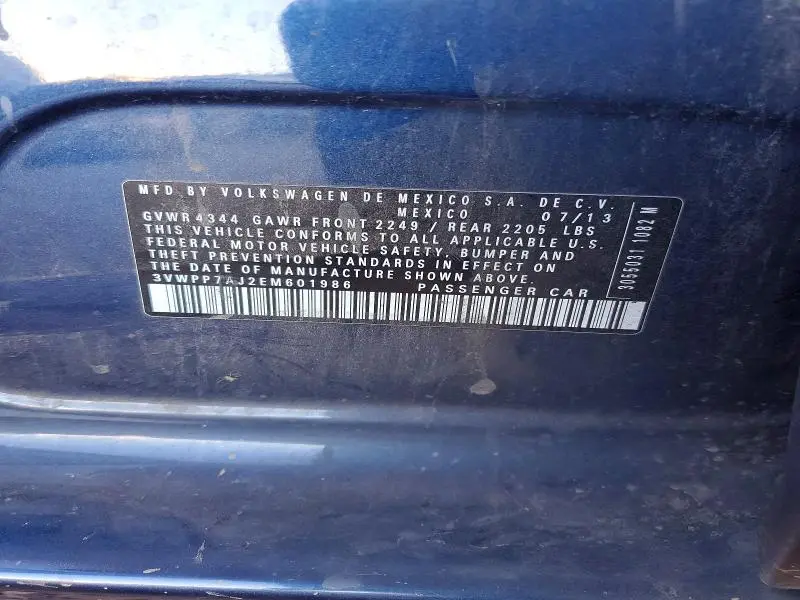 MFD BY VOLKSWAGEN DE MEXICO S.A. DE C.V.
MEXICO 07/13
GVWR 4344 GAWR FRONT 2249 / REAR 2205 LBS
THIS VEHICLE CONFORMS TO ALL APPLICABLE U.S.
FEDERAL MOTOR VEHICLE SAFETY, BUMPER AND
THEFT PREVENTION STANDARDS IN EFFECT ON
THE DATE OF MANUFACTURE SHOWN ABOVE.
3VWPP7AJ2EM601986 PASSENGER CAR
3055031 1082 M